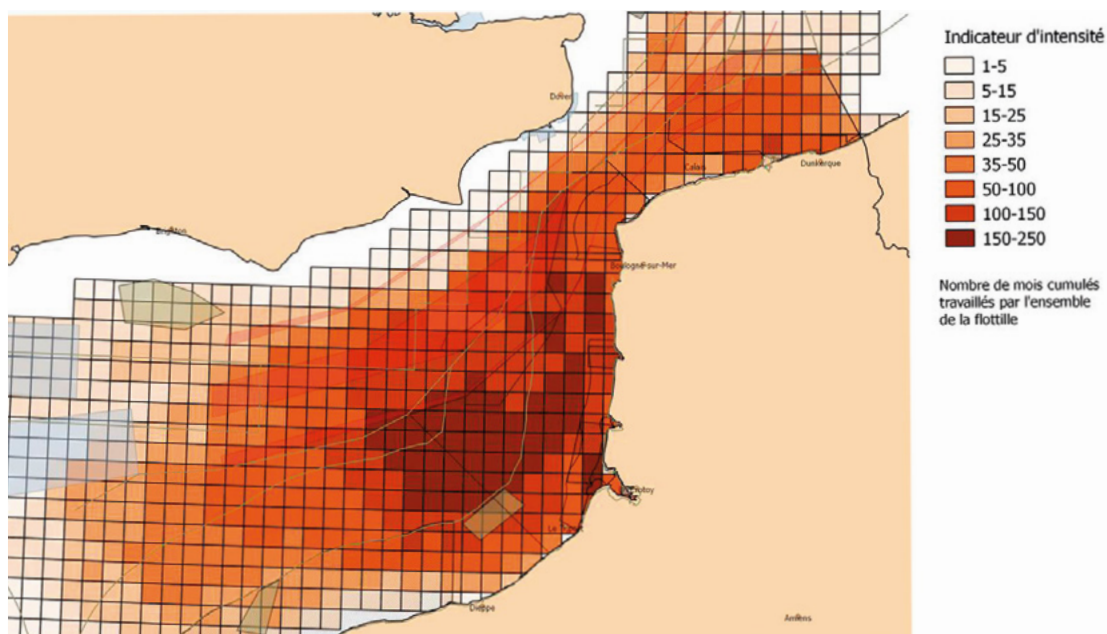 Indicateur d'intensité
1-5
5-15
15-25
25-35
35-50
50-100
100-150
150-250
Nombre de mois cumulés
travaillés par l'ensemble
de la flottille
Calais
Dunkerque
Boulogne-sur-Mer
Dieppe
Amiens